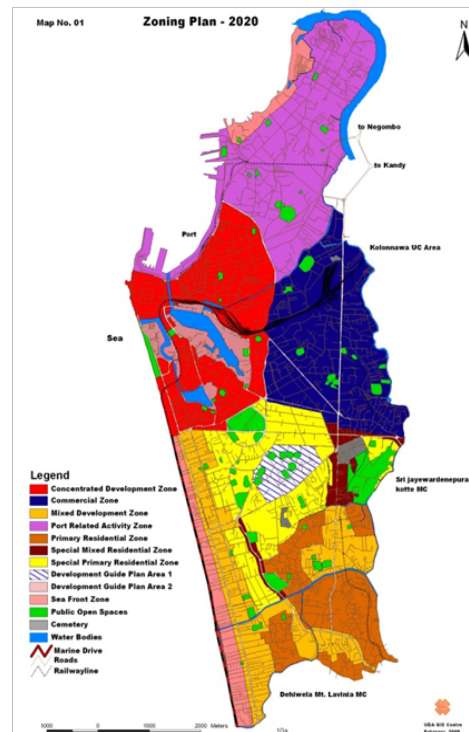 Map No. 01
Zoning Plan - 2020
N
to Negombo
to Kandy
Port
Kolonnawa UC Area
Sea
Sri jayewardenepura
kotte MC
Legend
Concentrated Development Zone
Commercial Zone
Mixed Development Zone
Port Related Activity Zone
Primary Residential Zone
Special Mixed Residential Zone
Special Primary Residential Zone
Development Guide Plan Area 1
Development Guide Plan Area 2
Sea Front Zone
Public Open Spaces
Cemetery
Water Bodies
Marine Drive
Roads
Railwayline
Dehiwela Mt. Lavinia MC
1000 0 1000 2000 Meters
UDA GIS Centre